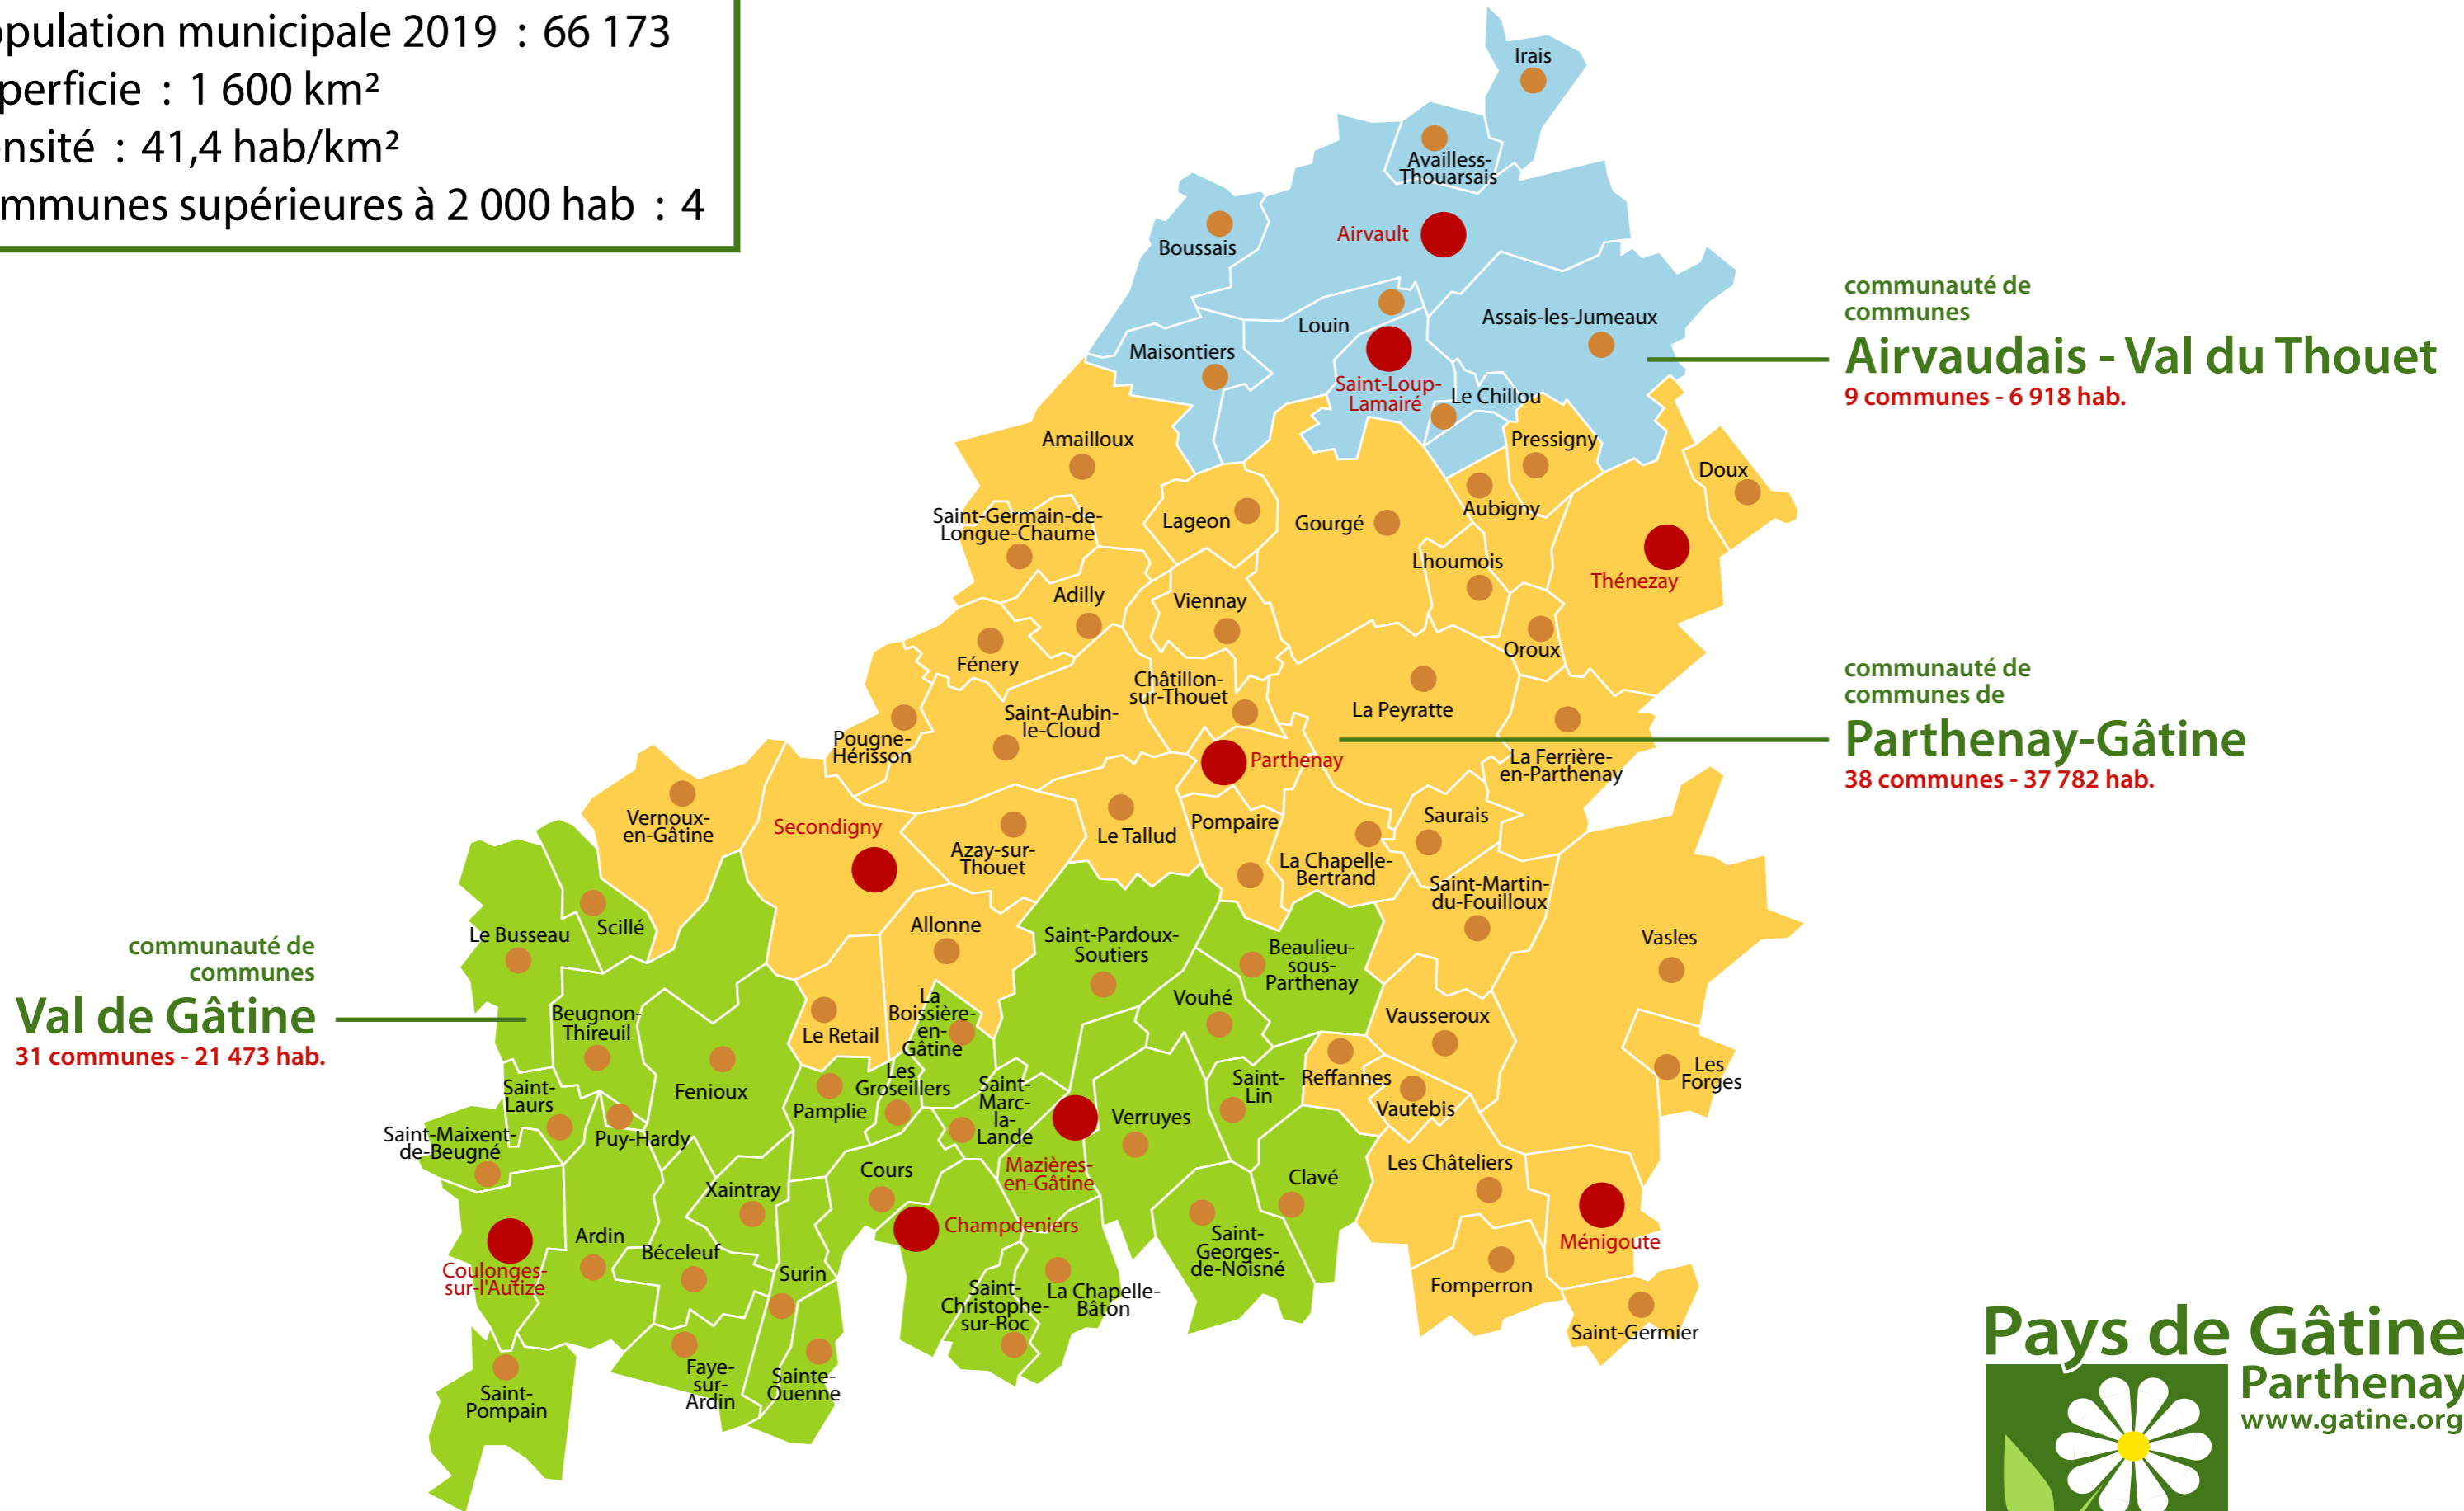 opulation municipale 2019 : 66 173
perficie : 1 600 km²
ensité : 41,4 hab/km²
mmunes supérieures à 2 000 hab : 4
Irais
Availless-
Thouarsais
Airvault
Boussais
Louin
Assais-les-Jumeaux
Maisontiers
Saint-Loup-
Lamairé
Le Chillou
communauté de
communes
Airvaudais - Val du Thouet
9 communes - 6 918 hab.
Amailloux
Pressigny
Doux
Saint-Germain-de-
Longue-Chaume
Lageon
Gourgé
Aubigny
Lhoumois
Thénezay
Adilly
Viennay
Fénery
Oroux
Châtillon-
sur-Thouet
Saint-Aubin-
le-Cloud
La Peyratte
Pougne-
Hérisson
Parthenay
La Ferrière-
en-Parthenay
communauté de
communes de
Parthenay-Gâtine
38 communes - 37 782 hab.
Vernoux-
en-Gâtine
Secondigny
Azay-sur-
Thouet
Le Tallud
Pompaire
Saurais
La Chapelle-
Bertrand
Saint-Martin-
du-Fouilloux
Allonne
Vasles
Scillé
Le Busseau
Saint-Pardoux-
Soutiers
Beaulieu-
sous-
Parthenay
communauté de
communes
Val de Gâtine
31 communes - 21 473 hab.
Beugnon-
Thireuil
Le Retail
La
Boissière-
en-
Gâtine
Vouhé
Vausseroux
Les
Forges
Saint-
Laurs
Fenioux
Pamplie
Les
Groseillers
Saint-
Marc-
la-
Lande
Verruyes
Saint-
Lin
Reffannes
Vautebis
Saint-Maixent-
de-Beugné
Puy-Hardy
Mazières-
en-Gâtine
Cours
Clavé
Les Châteliers
Xaintray
Champdeniers
Ménigoute
Ardin
Béceleuf
Coulonges-
sur-l'Autize
Surin
Saint-
Georges-
de-Noisné
Saint-
Christophe-
sur-Roc
La Chapelle-
Bâton
Fomperron
Saint-Germier
Faye-
sur-
Ardin
Sainte-
Ouenne
Saint-
Pompain
Pays de Gâtine
Parthenay
www.gatine.org